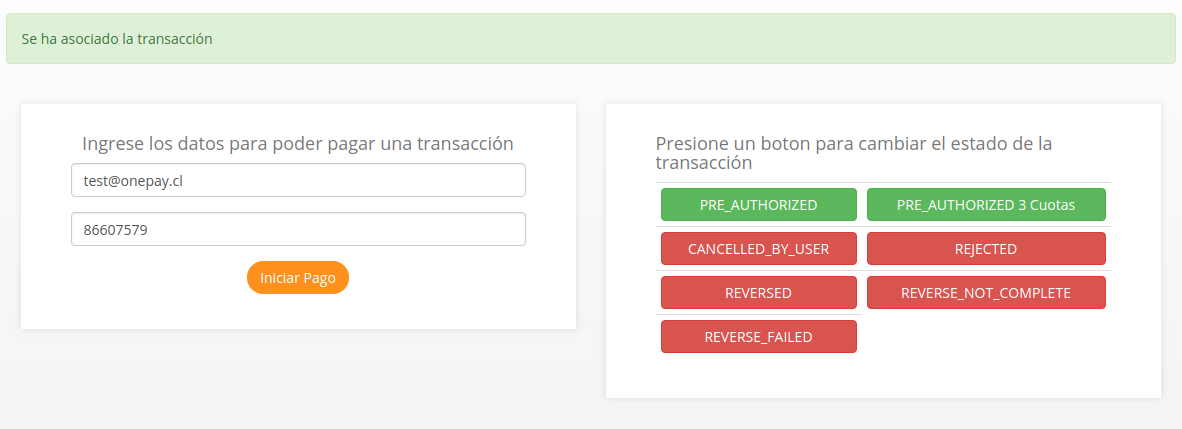 Se ha asociado la transacción
Ingrese los datos para poder pagar una transacción
test@onepay.cl
86607579
Iniciar Pago
Presione un boton para cambiar el estado de la
transacción
PRE_AUTHORIZED
PRE_AUTHORIZED 3 Cuotas
CANCELLED_BY_USER
REJECTED
REVERSED
REVERSE_NOT_COMPLETE
REVERSE_FAILED